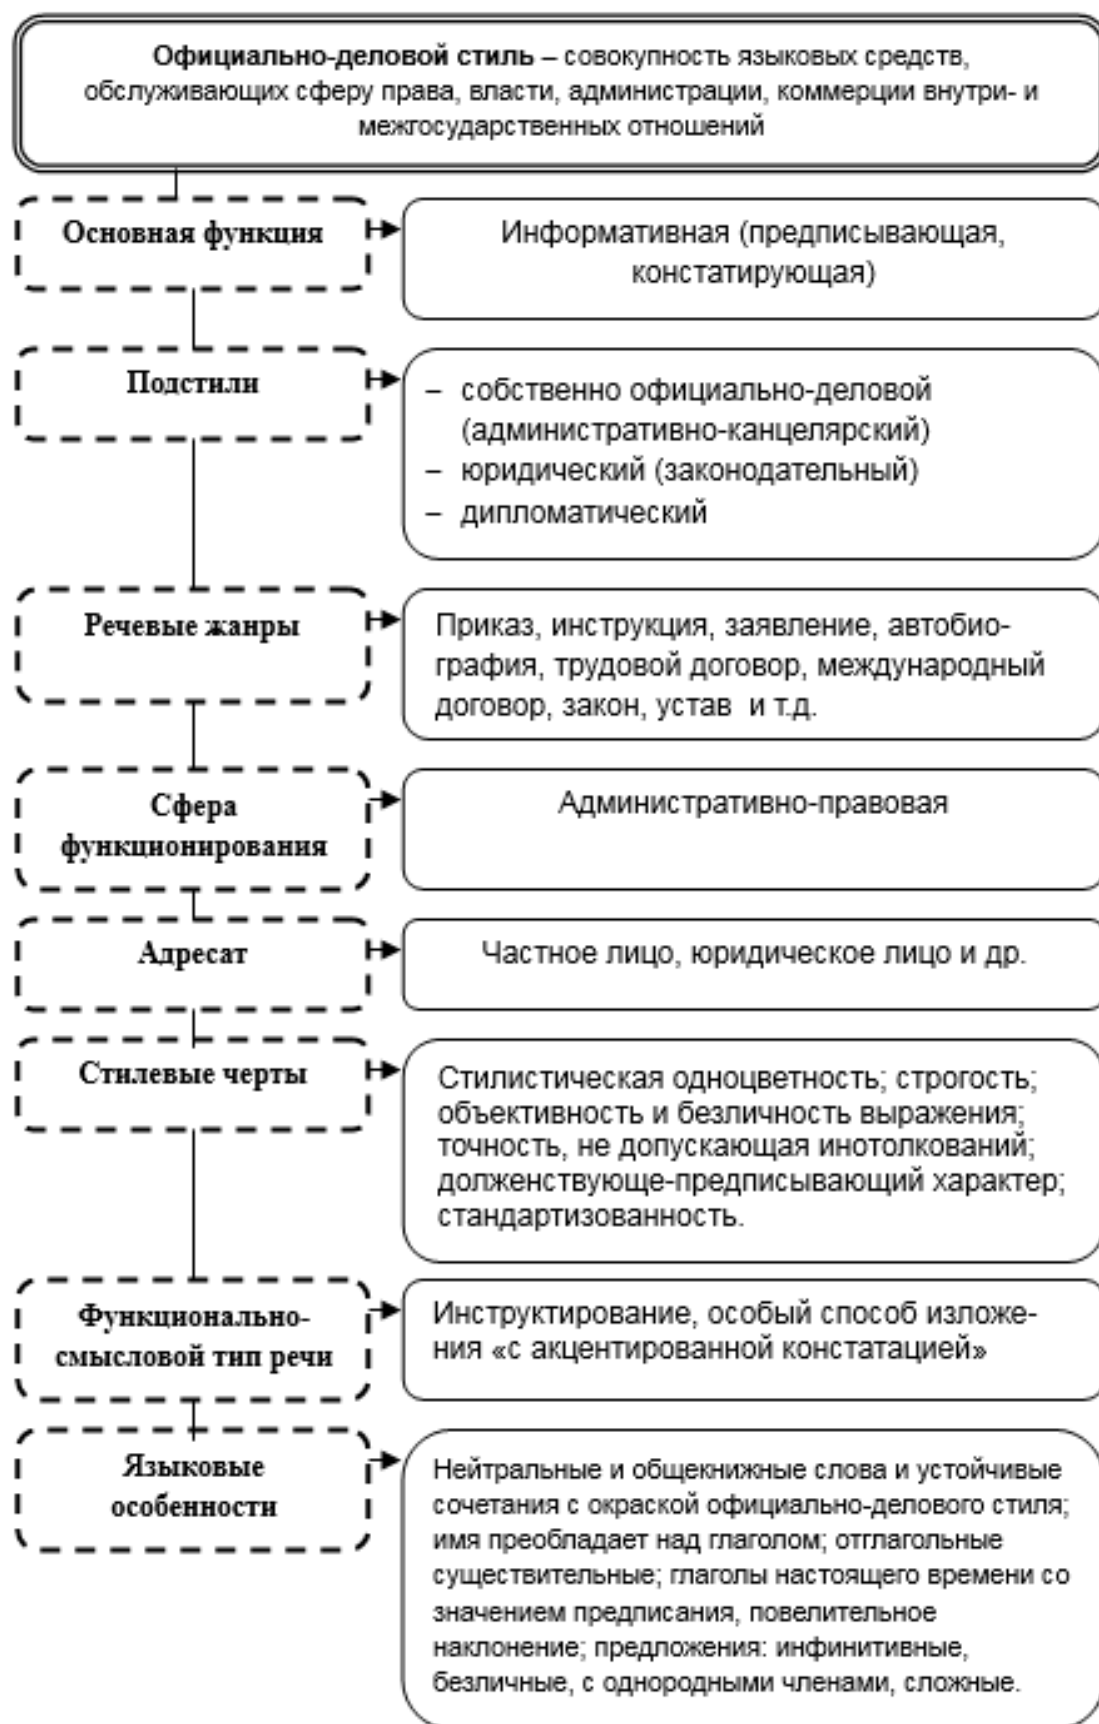 Официально-деловой стиль – совокупность языковых средств,
обслуживающих сферу права, власти, администрации, коммерции внутри- и
межгосударственных отношений
Основная функция
Информативная (предписывающая,
констатирующая)
Подстили
– собственно официально-деловой
(административно-канцелярский)
– юридический (законодательный)
– дипломатический
Речевые жанры
Приказ, инструкция, заявление, автобио-
графия, трудовой договор, международный
договор, закон, устав и т.д.
Сфера
функционирования
Административно-правовая
Адресат
Частное лицо, юридическое лицо и др.
Стилевые черты
Стилистическая одноцветность; строгость;
объективность и безличность выражения;
точность, не допускающая инотолкований;
долженствующе-предписывающий характер;
стандартизованность.
Функционально-
смысловой тип речи
Инструктирование, особый способ изложе-
ния «с акцентированной констатацией»
Языковые
особенности
Нейтральные и общекнижные слова и устойчивые
сочетания с окраской официально-делового стиля;
имя преобладает над глаголом; отглагольные
существительные; глаголы настоящего времени со
значением предписания, повелительное
наклонение; предложения: инфинитивные,
безличные, с однородными членами, сложные.